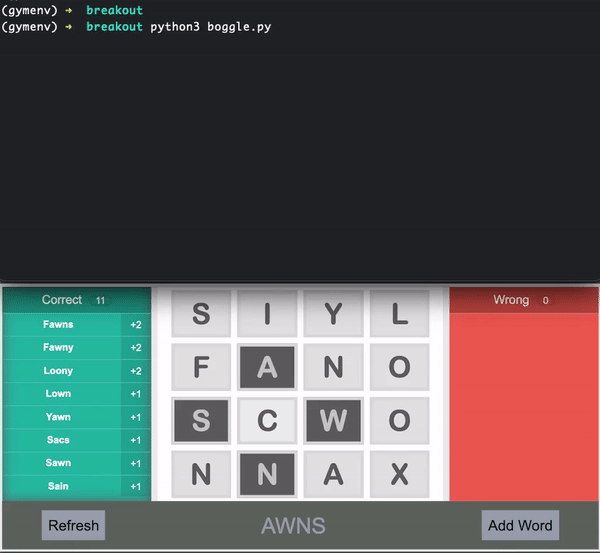 (gymenv) → breakout
(gymenv) → breakout python3 boggle.py
Correct 11
Wrong 0
Fawns +2
Fawny +2
Loony +2
Lown +1
Yawn +1
Sacs +1
Sawn +1
Sain +1
S I Y L
F A N O
S C W O
N N A X
Refresh
AWNS
Add Word